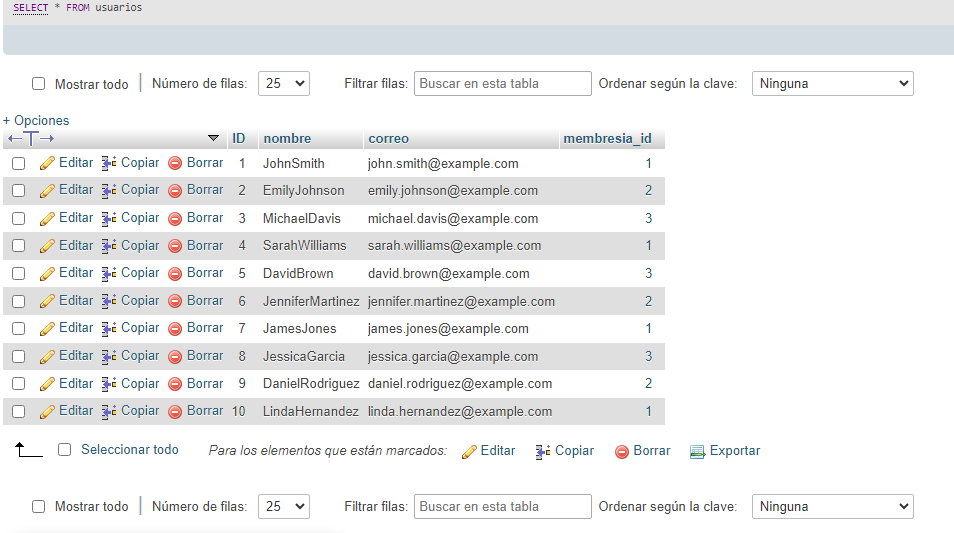 SELECT * FROM usuarios
Mostrar todo Número de filas: 25 Filtrar filas: Buscar en esta tabla Ordenar según la clave: Ninguna
+ Opciones
ID nombre correo membresia_id
Editar Copiar Borrar 1 JohnSmith john.smith@example.com 1
Editar Copiar Borrar 2 EmilyJohnson emily.johnson@example.com 2
Editar Copiar Borrar 3 MichaelDavis michael.davis@example.com 3
Editar Copiar Borrar 4 SarahWilliams sarah.williams@example.com 1
Editar Copiar Borrar 5 DavidBrown david.brown@example.com 3
Editar Copiar Borrar 6 JenniferMartinez jennifer.martinez@example.com 2
Editar Copiar Borrar 7 JamesJones james.jones@example.com 1
Editar Copiar Borrar 8 JessicaGarcia jessica.garcia@example.com 3
Editar Copiar Borrar 9 DanielRodriguez daniel.rodriguez@example.com 2
Editar Copiar Borrar 10 LindaHernandez linda.hernandez@example.com 1
Seleccionar todo Para los elementos que están marcados: Editar Copiar Borrar Exportar
Mostrar todo Número de filas: 25 Filtrar filas: Buscar en esta tabla Ordenar según la clave: Ninguna